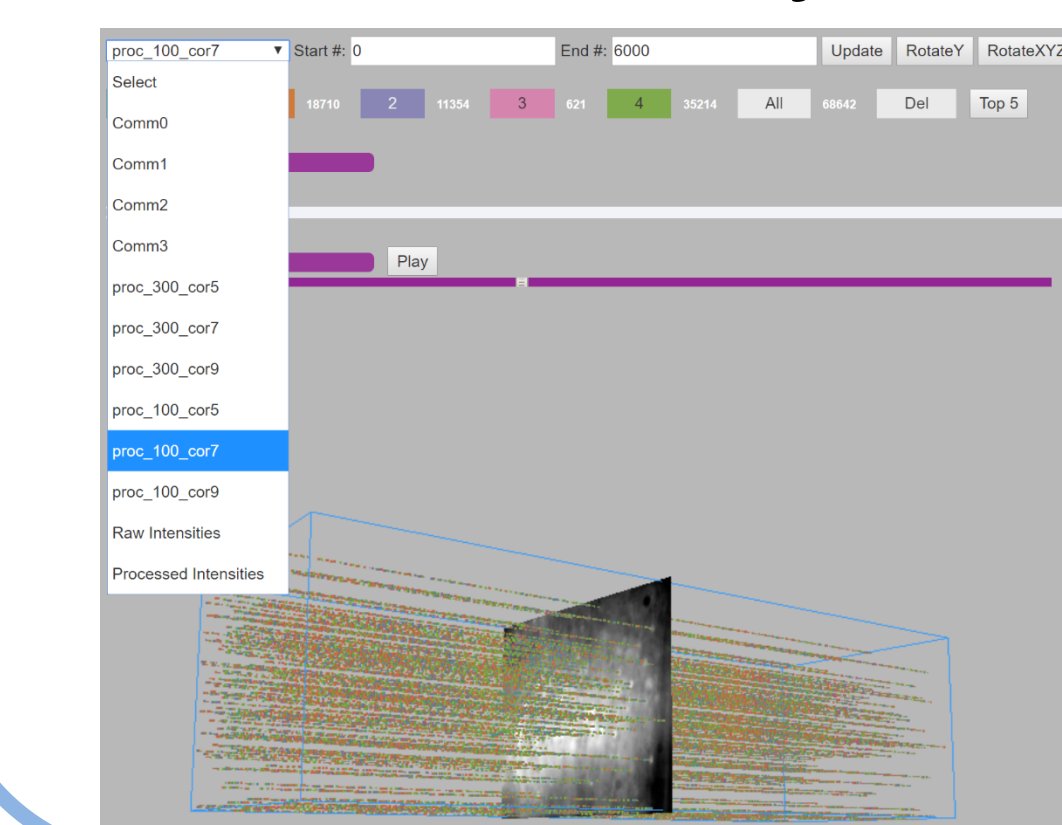 proc_100_cor7 Start #: 0 End #: 6000 Update RotateY RotateXYZ
Select
18710 2 11354 3 621 4 35214 All 68642 Del Top 5
Comm0
Comm1
Comm2
Comm3
Play
proc_300_cor5
proc_300_cor7
proc_300_cor9
proc_100_cor5
proc_100_cor7
proc_100_cor9
Raw Intensities
Processed Intensities